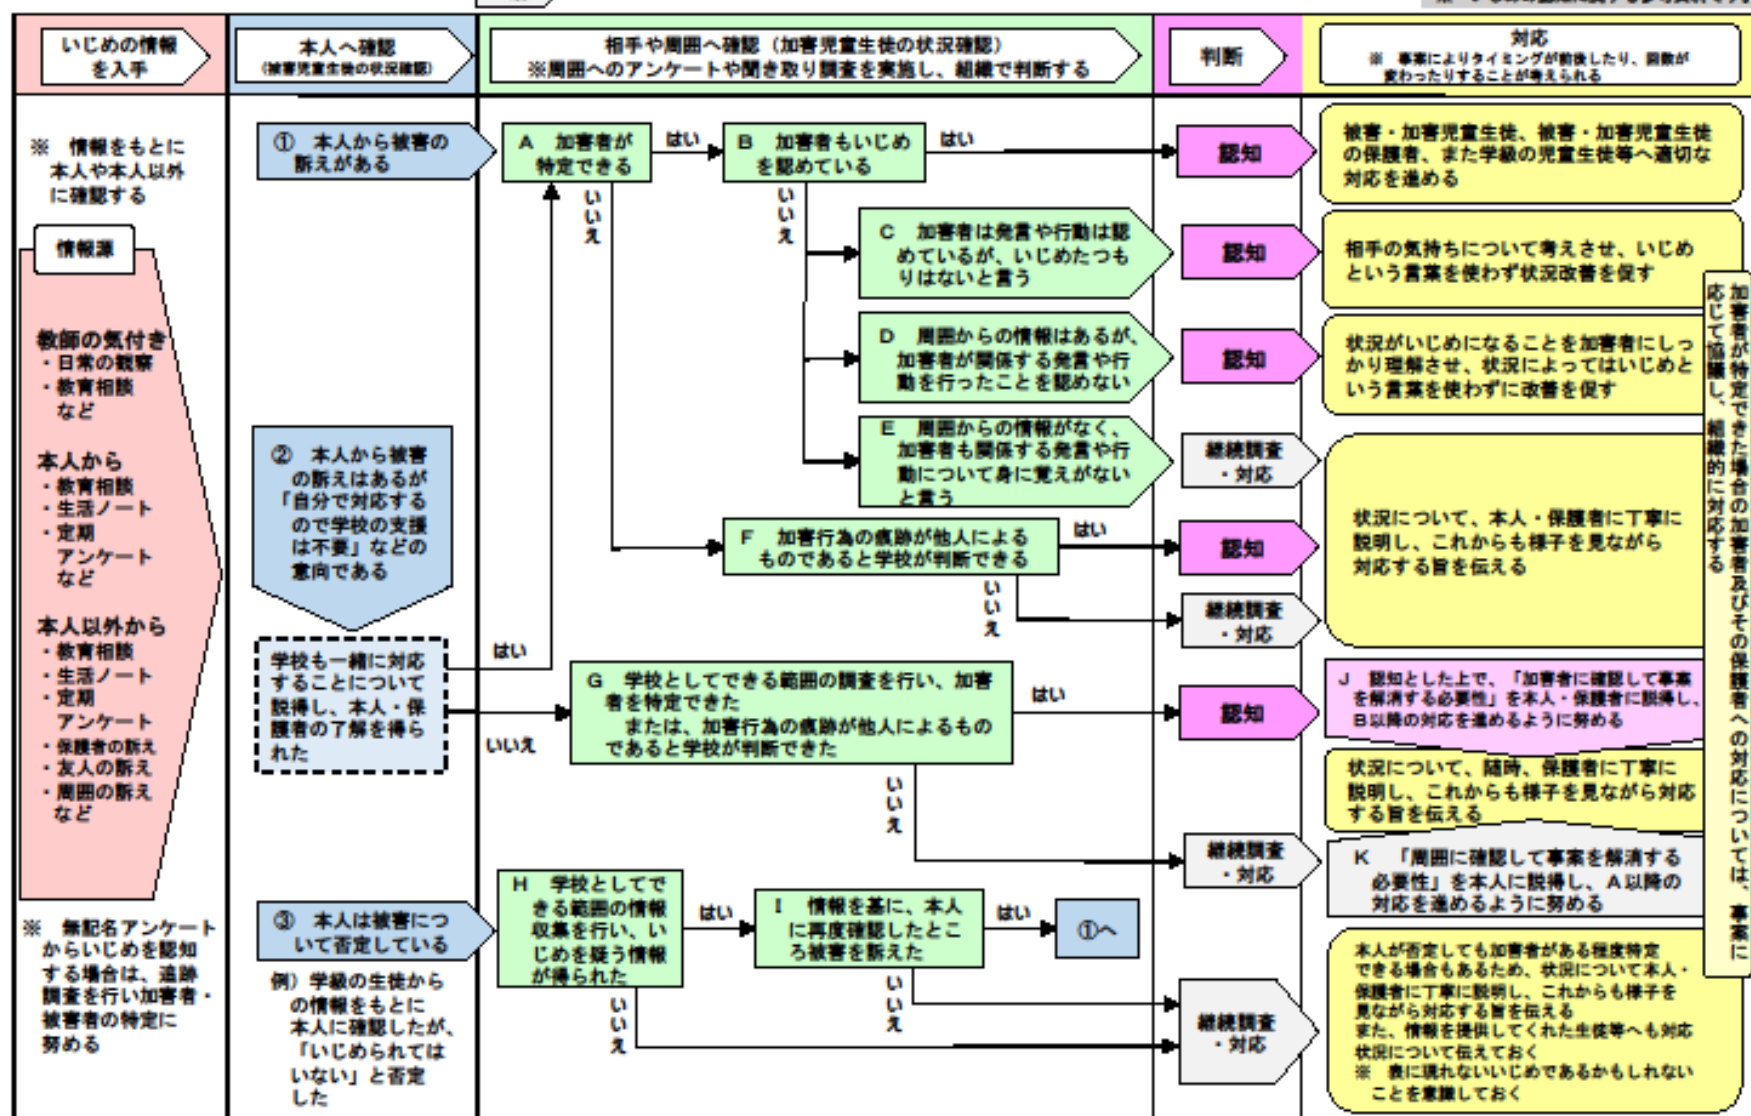 いじめの情報
を入手
本人へ確認
(被害児童生徒の状況確認)
相手や周囲へ確認（加害児童生徒の状況確認）
※周囲へのアンケートや聞き取り調査を実施し、組織で判断する
判断
対応
※　事案によりタイミングが前後したり、回数が
変わったりすることが考えられる
※　情報をもとに
本人や本人以外
に確認する
情報源
教師の気付き
・日常の観察
・教育相談
など
本人から
・教育相談
・生活ノート
・定期
アンケート
など
本人以外から
・教育相談
・生活ノート
・定期
アンケート
・保護者の訴え
・友人の訴え
・周囲の訴え
など
※　無記名アンケート
からいじめを認知
する場合は、追跡
調査を行い加害者・
被害者の特定に
努める
①　本人から被害の
訴えがある
②　本人から被害
の訴えはあるが
「自分で対応する
ので学校の支援
は不要」などの
意向である
学校も一緒に対応
することについて
説得し、本人・保
護者の了解を得ら
れた
はい
いいえ
③　本人は被害につ
いて否定している
例）学級の生徒から
の情報をもとに
本人に確認したが、
「いじめられては
いない」と否定
した
A　加害者が
特定できる
はい
いいえ
B　加害者もいじめ
を認めている
はい
いいえ
C　加害者は発言や行動は認
めているが、いじめたつも
りはないと言う
D　周囲からの情報はあるが、
加害者が関係する発言や行
動を行ったことを認めない
E　周囲からの情報がなく、
加害者も関係する発言や行
動について身に覚えがない
と言う
F　加害行為の痕跡が他人による
ものであると学校が判断できる
はい
いいえ
G　学校としてできる範囲の調査を行い、加害
者を特定できた
または、加害行為の痕跡が他人によるもの
であると学校が判断できた
はい
いいえ
H　学校としてで
きる範囲の情報
収集を行い、い
じめを疑う情報
が得られた
はい
いいえ
I　情報を基に、本人
に再度確認したとこ
ろ被害を訴えた
はい
いいえ
①へ
認知
認知
認知
継続調査
・対応
認知
継続調査
・対応
認知
継続調査
・対応
継続調査
・対応
被害・加害児童生徒、被害・加害児童生徒
の保護者、また学級の児童生徒等へ適切な
対応を進める
相手の気持ちについて考えさせ、いじめ
という言葉を使わず状況改善を促す
状況がいじめになることを加害者にしっ
かり理解させ、状況によってはいじめと
いう言葉を使わずに改善を促す
状況について、本人・保護者に丁寧に
説明し、これからも様子を見ながら
対応する旨を伝える
J　認知とした上で、「加害者に確認して事案
を解消する必要性」を本人・保護者に説得し、
B以降の対応を進めるように努める
状況について、随時、保護者に丁寧に
説明し、これからも様子を見ながら対応
する旨を伝える
K　「周囲に確認して事案を解消する
必要性」を本人に説得し、A以降の
対応を進めるように努める
本人が否定しても加害者がある程度特定
できる場合もあるため、状況について本人・
保護者に丁寧に説明し、これからも様子を
見ながら対応する旨を伝える
また、情報を提供してくれた生徒等へも対応
状況について伝えておく
※　表に現れないいじめであるかもしれない
ことを意識しておく
加害者が特定できた場合の加害者及びその保護者への対応については、事案に
応じて協議し、組織的に対応する